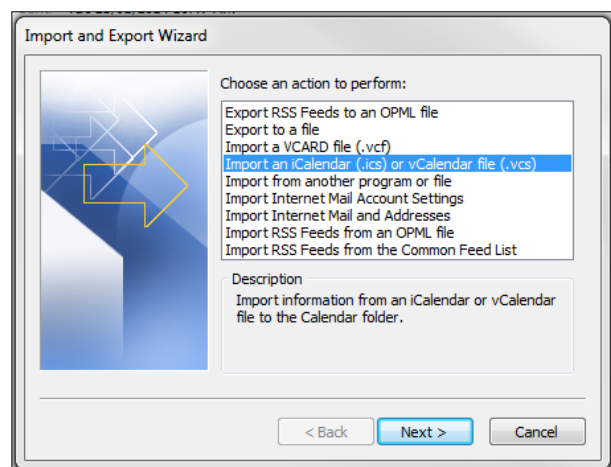 Import and Export Wizard
Choose an action to perform:
Export RSS Feeds to an OPML file
Export to a file
Import a VCARD file (.vcf)
Import an iCalendar (.ics) or vCalendar file (.vcs)
Import from another program or file
Import Internet Mail Account Settings
Import Internet Mail and Addresses
Import RSS Feeds from an OPML file
Import RSS Feeds from the Common Feed List
Description
Import information from an iCalendar or vCalendar
file to the Calendar folder.
< Back Next > Cancel